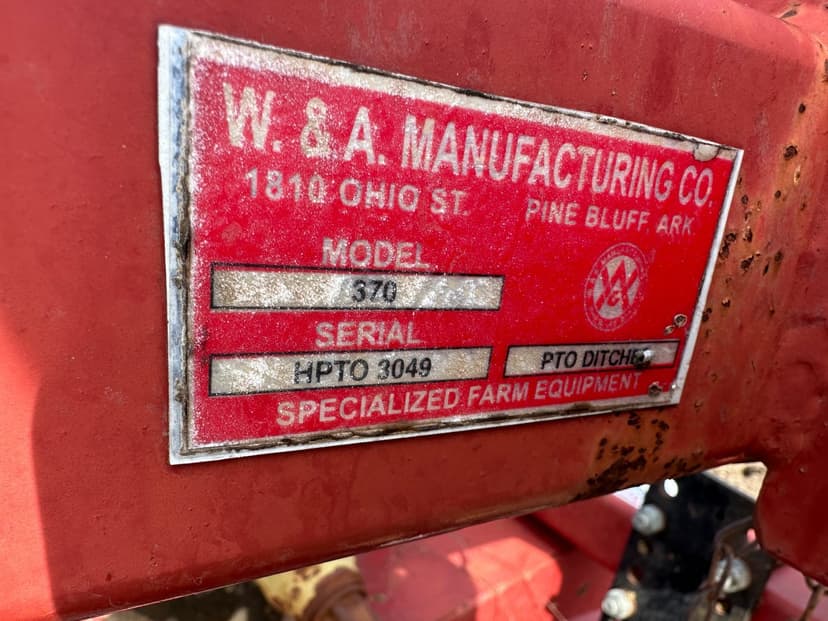 W. & A. MANUFACTURING CO.
1810 OHIO ST. PINE BLUFF, ARK
MODEL
370
SERIAL
HPTO 3049
PTO DITCHER
SPECIALIZED FARM EQUIPMENT